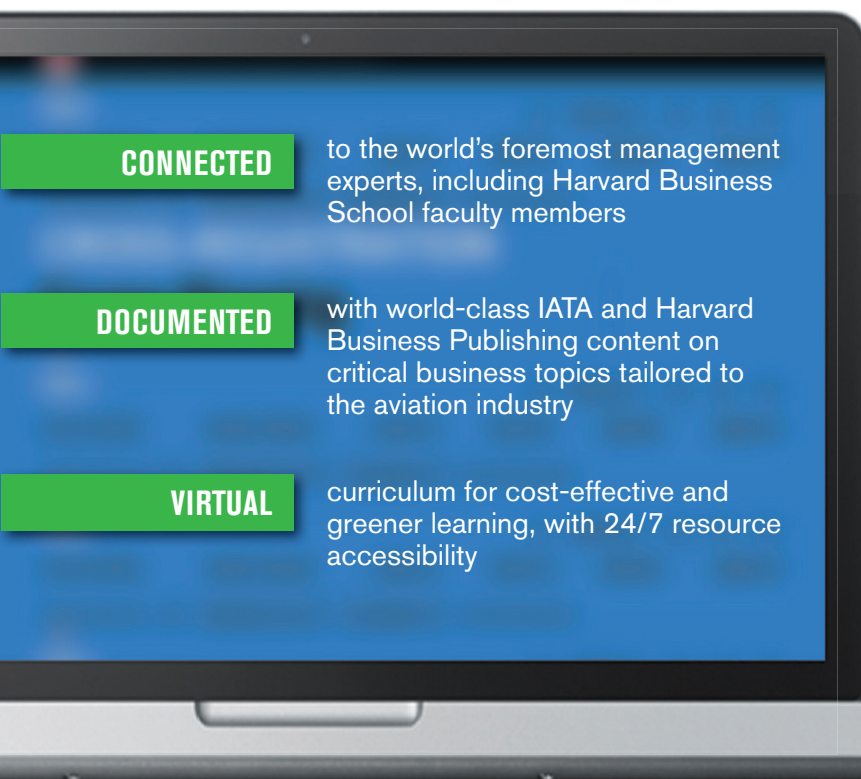 CONNECTED
to the world's foremost management
experts, including Harvard Business
School faculty members
DOCUMENTED
with world-class IATA and Harvard
Business Publishing content on
critical business topics tailored to
the aviation industry
VIRTUAL
curriculum for cost-effective and
greener learning, with 24/7 resource
accessibility